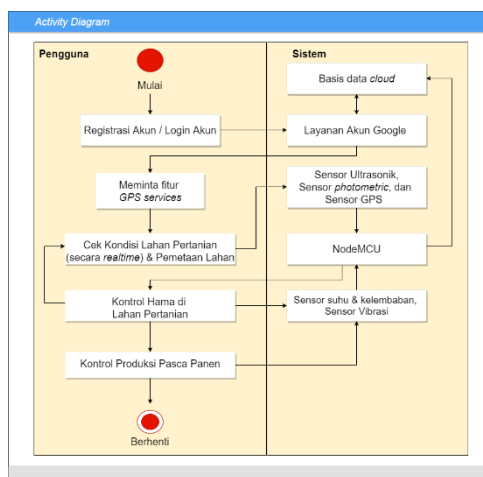 Activity Diagram
Pengguna
Sistem
Mulai
Basis data cloud
Registrasi Akun / Login Akun
Layanan Akun Google
Meminta fitur
GPS services
Sensor Ultrasonik,
Sensor photometric, dan
Sensor GPS
Cek Kondisi Lahan Pertanian
(secara realtime) & Pemetaan Lahan
NodeMCU
Kontrol Hama di
Lahan Pertanian
Sensor suhu & kelembaban,
Sensor Vibrasi
Kontrol Produksi Pasca Panen
Berhenti